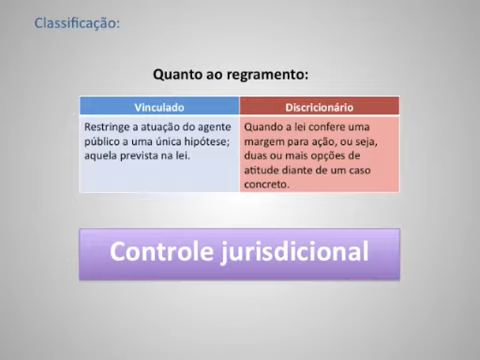 Classificação:
Quanto ao regramento:
Vinculado
Discricionário
Restringe a atuação do agente
público a uma única hipótese;
aquela prevista na lei.
Quando a lei confere uma
margem para ação, ou seja,
duas ou mais opções de
atitude diante de um caso
concreto.
Controle jurisdicional